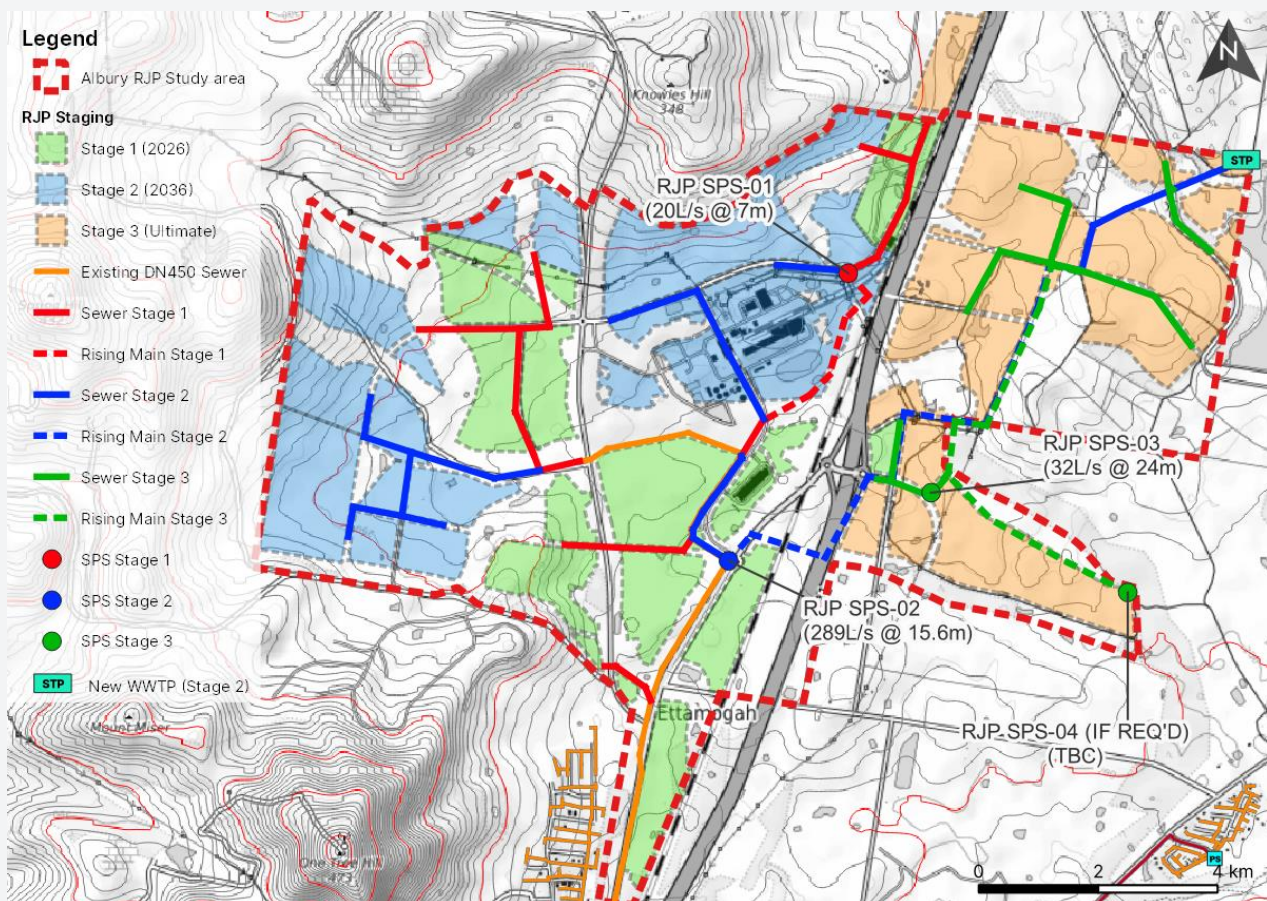 Legend
Albury RJP Study area
RJP Staging
Stage 1 (2026)
Stage 2 (2036)
Stage 3 (Ultimate)
Existing DN450 Sewer
Sewer Stage 1
Rising Main Stage 1
Sewer Stage 2
Rising Main Stage 2
Sewer Stage 3
Rising Main Stage 3
SPS Stage 1
SPS Stage 2
SPS Stage 3
STP
New WWTP (Stage 2)
N
Knowles Hill
348
STP
RJP SPS-01
(20L/s @ 7m)
RJP SPS-03
(32L/s @ 24m)
RJP SPS-02
(289L/s @ 15.6m)
Ettamogah
RJP SPS-04 (IF REQ'D)
(TBC)
Mount Miser
One Tree Hill
473
PS
0 2 4 km